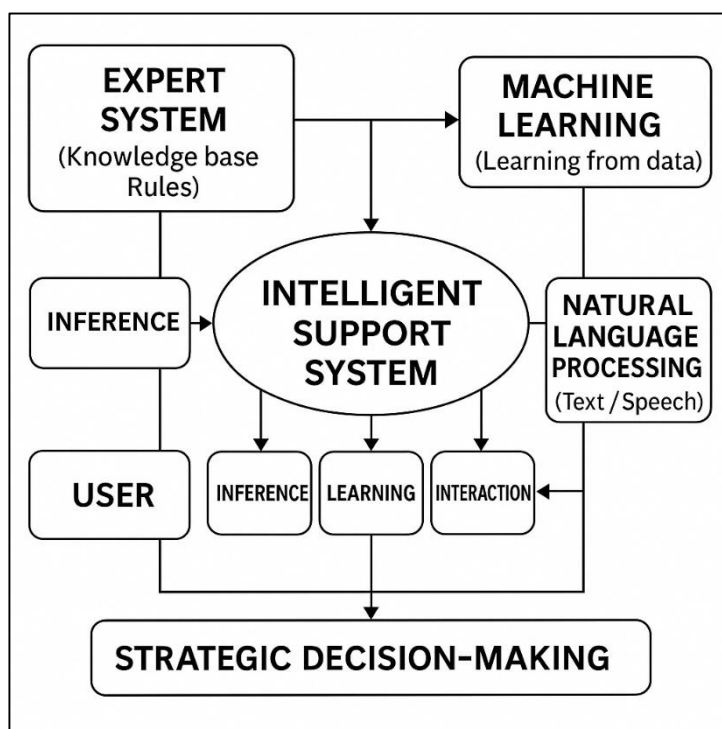 EXPERT
SYSTEM
(Knowledge base
Rules)
MACHINE
LEARNING
(Learning from data)
INFERENCE
INTELLIGENT
SUPPORT
SYSTEM
NATURAL
LANGUAGE
PROCESSING
(Text / Speech)
USER
INFERENCE
LEARNING
INTERACTION
STRATEGIC DECISION-MAKING